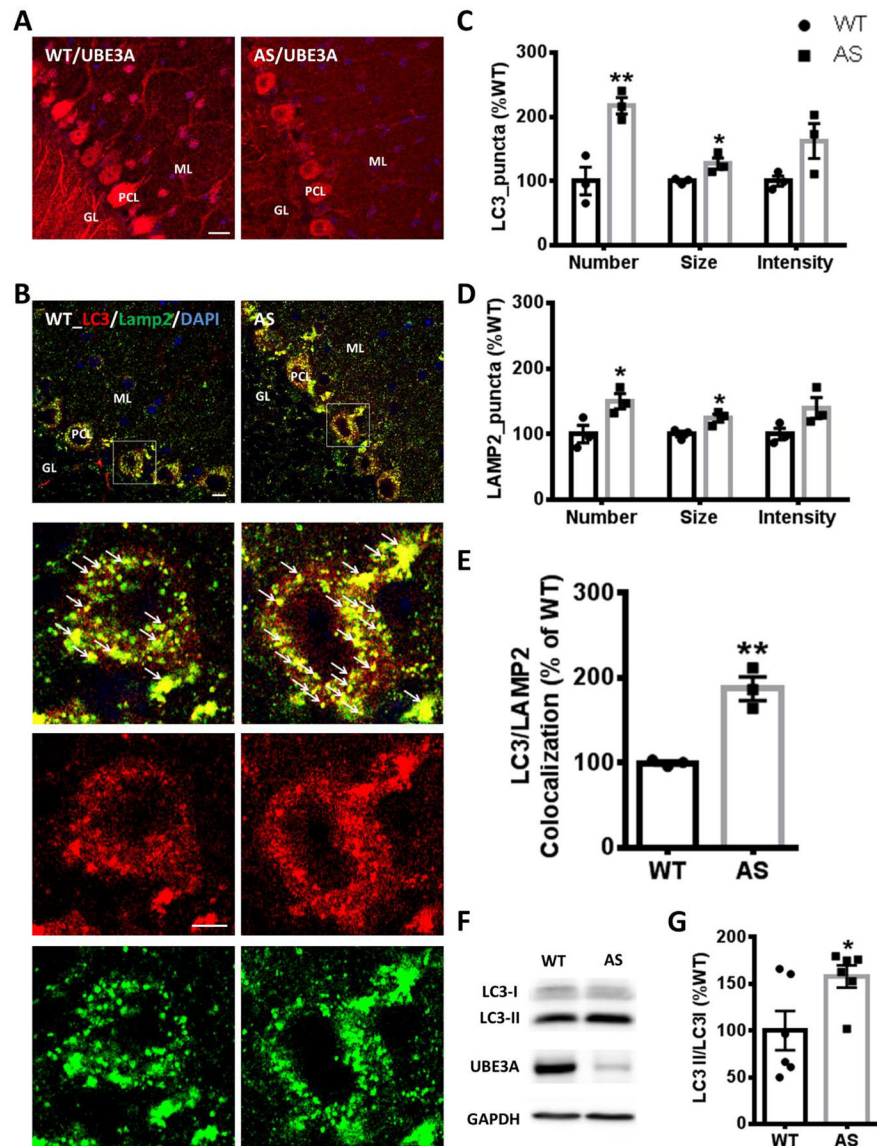 A
WT/UBE3A
ML
PCL
GL
AS/UBE3A
ML
PCL
GL
B
WT_LC3/Lamp2/DAPI
ML
PCL
GL
AS
ML
PCL
GL
C
WT
AS
LC3_puncta (%WT)
300
200
100
0
**
*
Number Size Intensity
D
LAMP2_puncta (%WT)
300
200
100
0
*
*
Number Size Intensity
E
LC3/LAMP2
Colocalization (% of WT)
300
200
100
0
**
WT AS
F
WT AS
LC3-I
LC3-II
UBE3A
GAPDH
G
LC3 II/LC3I (%WT)
200
150
100
50
0
*
WT AS